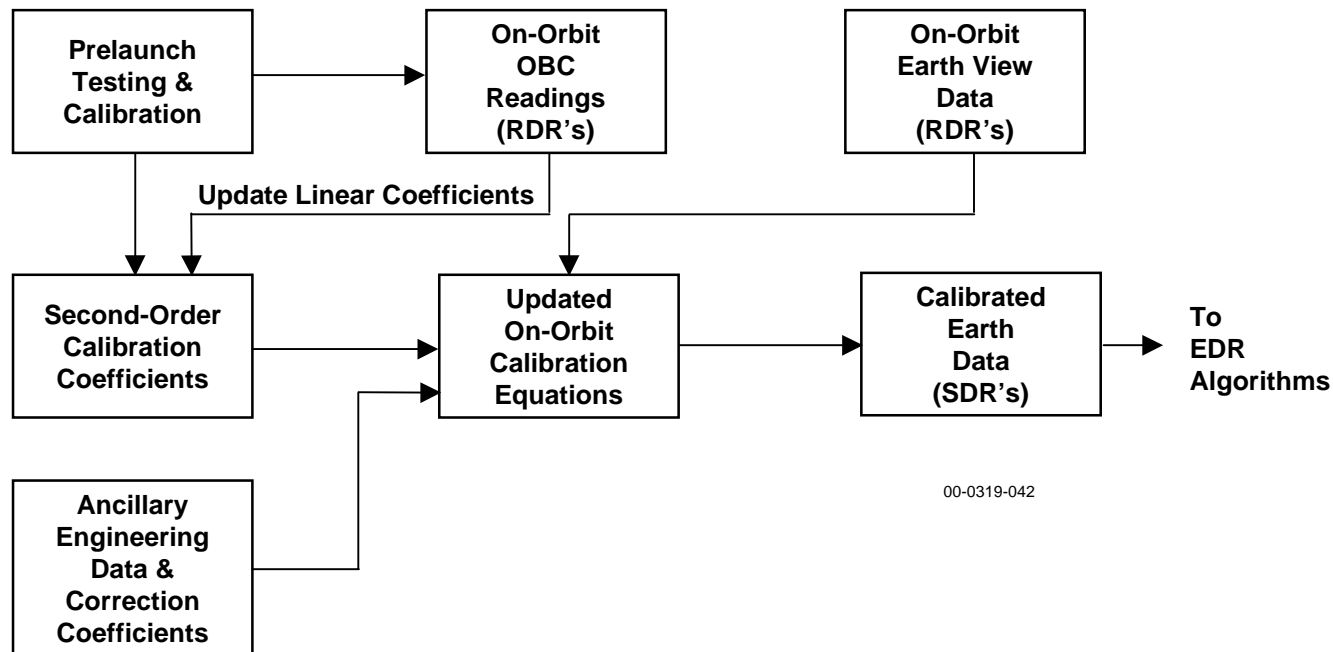 Prelaunch
Testing &
Calibration
On-Orbit
OBC
Readings
(RDR's)
On-Orbit
Earth View
Data
(RDR's)
Update Linear Coefficients
Second-Order
Calibration
Coefficients
Updated
On-Orbit
Calibration
Equations
Calibrated
Earth
Data
(SDR's)
To
EDR
Algorithms
Ancillary
Engineering
Data &
Correction
Coefficients
00-0319-042